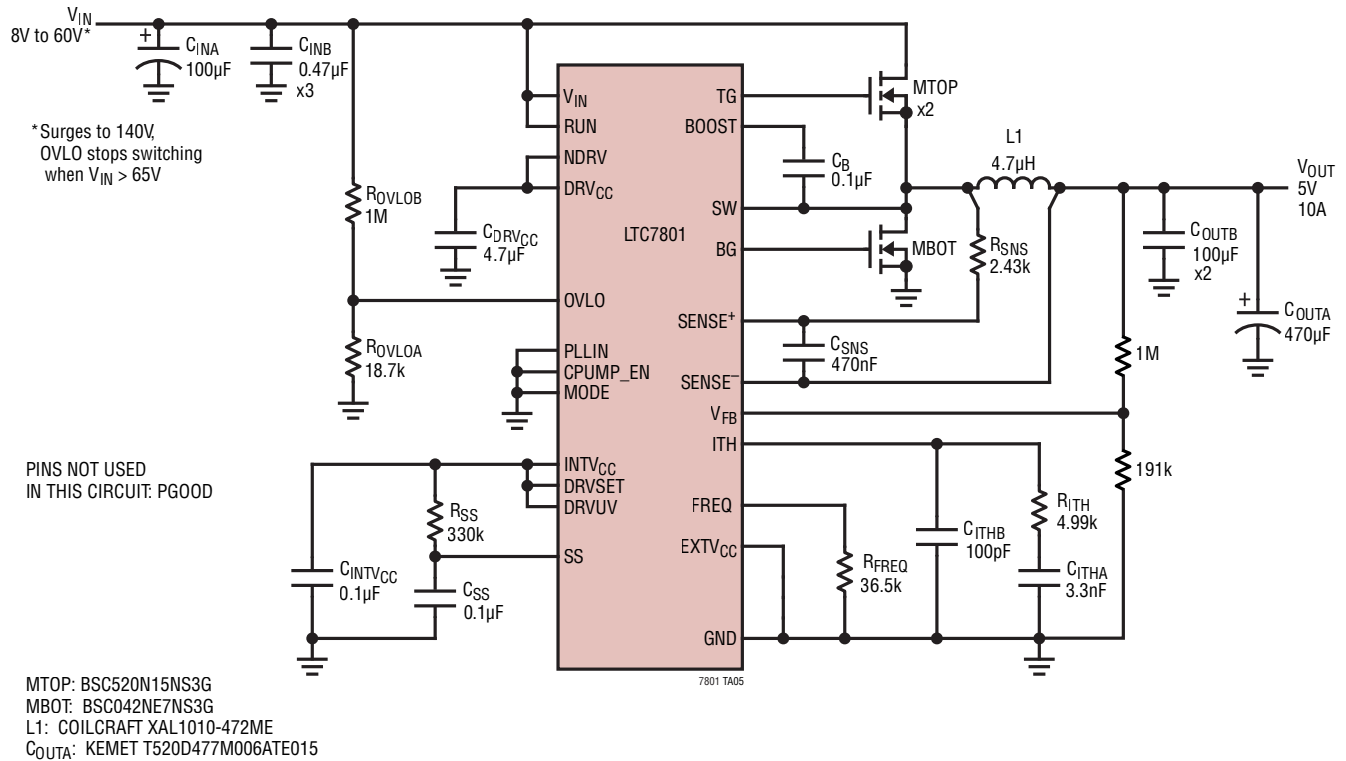 VIN
8V to 60V*
+
CINA
100µF
CINB
0.47µF
x3
*Surges to 140V,
OVLO stops switching
when VIN > 65V
ROVLOB
1M
CDRVCC
4.7µF
ROVLOA
18.7k
PINS NOT USED
IN THIS CIRCUIT: PGOOD
RSS
330k
CINTVCC
0.1µF
CSS
0.1µF
VIN
RUN
NDRV
DRVCC
OVLO
PLLIN
CPUMP_EN
MODE
INTVCC
DRVSET
DRVUV
SS
LTC7801
TG
BOOST
SW
BG
SENSE+
SENSE–
VFB
ITH
FREQ
EXTVCC
GND
7801 TA05
MTOP
x2
CB
0.1µF
MBOT
L1
4.7µH
RSNS
2.43k
CSNS
470nF
VOUT
5V
10A
COUTB
100µF
x2
+
COUTA
470µF
1M
191k
RITH
4.99k
CITHB
100pF
CITHA
3.3nF
RFREQ
36.5k
MTOP: BSC520N15NS3G
MBOT: BSC042NE7NS3G
L1: COILCRAFT XAL1010-472ME
COUTA: KEMET T520D477M006ATE015